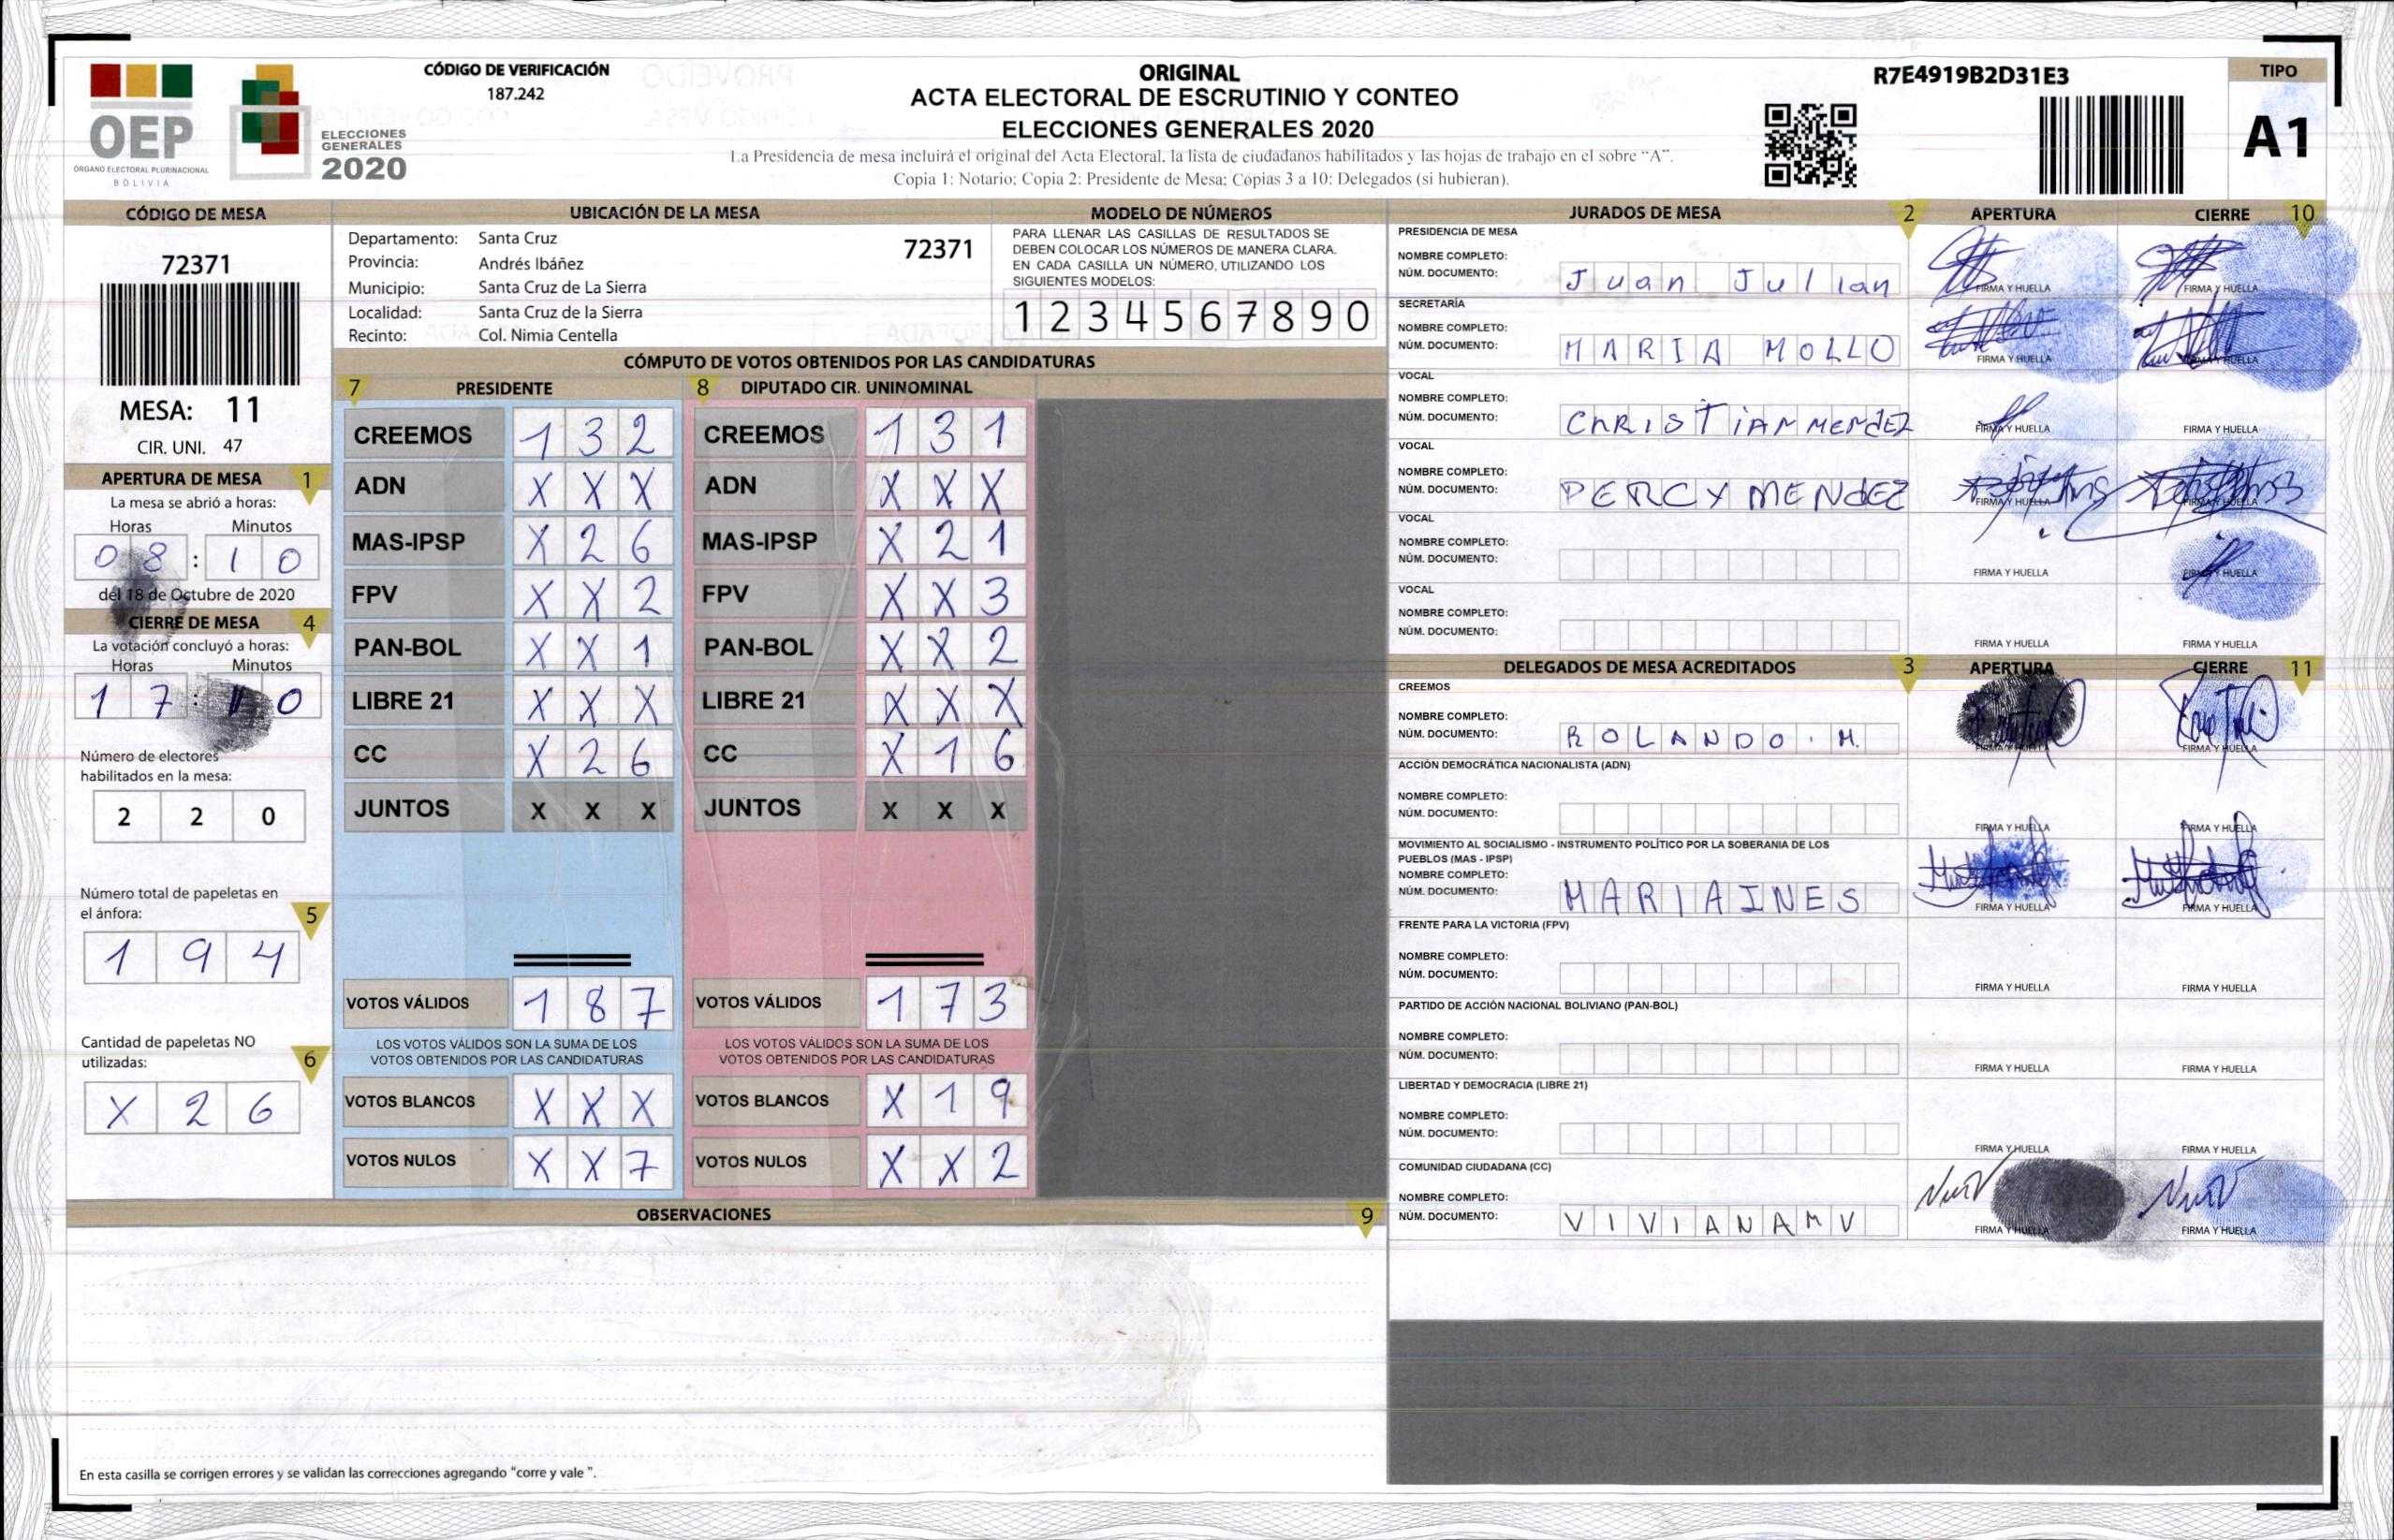 OEP
ÓRGANO ELECTORAL PLURINACIONAL
BOLIVIA
ELECCIONES
GENERALES
2020
CÓDIGO DE VERIFICACIÓN
187.242
ORIGINAL
ACTA ELECTORAL DE ESCRUTINIO Y CONTEO
ELECCIONES GENERALES 2020
La Presidencia de mesa incluirá el original del Acta Electoral, la lista de ciudadanos habilitados y las hojas de trabajo en el sobre "A".
Copia 1: Notario; Copia 2: Presidente de Mesa; Copias 3 a 10: Delegados (si hubieran).
R7E4919B2D31E3
TIPO
A1
CÓDIGO DE MESA
72371
MESA: 11
CIR. UNI. 47
APERTURA DE MESA 1
La mesa se abrió a horas:
Horas Minutos
08 : 10
del 18 de Octubre de 2020
CIERRE DE MESA 4
La votación concluyó a horas:
Horas Minutos
17 : 10
Número de electores
habilitados en la mesa:
2 2 0
Número total de papeletas en
el ánfora: 5
1 9 4
Cantidad de papeletas NO
utilizadas: 6
X 2 6
UBICACIÓN DE LA MESA
Departamento: Santa Cruz 72371
Provincia: Andrés Ibáñez
Municipio: Santa Cruz de La Sierra
Localidad: Santa Cruz de la Sierra
Recinto: Col. Nimia Centella
MODELO DE NÚMEROS
PARA LLENAR LAS CASILLAS DE RESULTADOS SE
DEBEN COLOCAR LOS NÚMEROS DE MANERA CLARA.
EN CADA CASILLA UN NÚMERO, UTILIZANDO LOS
SIGUIENTES MODELOS:
1 2 3 4 5 6 7 8 9 0
CÓMPUTO DE VOTOS OBTENIDOS POR LAS CANDIDATURAS
7 PRESIDENTE
CREEMOS 1 3 2
ADN X X X
MAS-IPSP X 2 6
FPV X X 2
PAN-BOL X X 1
LIBRE 21 X X X
CC X 2 6
JUNTOS X X X
VOTOS VÁLIDOS 1 8 7
LOS VOTOS VÁLIDOS SON LA SUMA DE LOS
VOTOS OBTENIDOS POR LAS CANDIDATURAS
VOTOS BLANCOS X X X
VOTOS NULOS X X 7
8 DIPUTADO CIR. UNINOMINAL
CREEMOS 1 3 1
ADN X X X
MAS-IPSP X 2 1
FPV X X 3
PAN-BOL X X 2
LIBRE 21 X X X
CC X 1 6
JUNTOS X X X
VOTOS VÁLIDOS 1 7 3
LOS VOTOS VÁLIDOS SON LA SUMA DE LOS
VOTOS OBTENIDOS POR LAS CANDIDATURAS
VOTOS BLANCOS X 1 9
VOTOS NULOS X X 2
OBSERVACIONES 9
En esta casilla se corrigen errores y se validan las correcciones agregando "corre y vale ".
JURADOS DE MESA 2 APERTURA CIERRE 10
PRESIDENCIA DE MESA
NOMBRE COMPLETO:
NÚM. DOCUMENTO: Juan Julian FIRMA Y HUELLA FIRMA Y HUELLA
SECRETARÍA
NOMBRE COMPLETO:
NÚM. DOCUMENTO: MARIA MOLLO FIRMA Y HUELLA FIRMA Y HUELLA
VOCAL
NOMBRE COMPLETO:
NÚM. DOCUMENTO: ChRISTiAN MENdEZ FIRMA Y HUELLA FIRMA Y HUELLA
VOCAL
NOMBRE COMPLETO:
NÚM. DOCUMENTO: PERCY MENdEZ FIRMA Y HUELLA FIRMA Y HUELLA
VOCAL
NOMBRE COMPLETO:
NÚM. DOCUMENTO: FIRMA Y HUELLA FIRMA Y HUELLA
VOCAL
NOMBRE COMPLETO:
NÚM. DOCUMENTO: FIRMA Y HUELLA FIRMA Y HUELLA
DELEGADOS DE MESA ACREDITADOS 3 APERTURA CIERRE 11
CREEMOS
NOMBRE COMPLETO:
NÚM. DOCUMENTO: ROLANDO . M. FIRMA Y HUELLA FIRMA Y HUELLA
ACCIÓN DEMOCRÁTICA NACIONALISTA (ADN)
NOMBRE COMPLETO:
NÚM. DOCUMENTO: FIRMA Y HUELLA FIRMA Y HUELLA
MOVIMIENTO AL SOCIALISMO - INSTRUMENTO POLÍTICO POR LA SOBERANIA DE LOS
PUEBLOS (MAS - IPSP)
NOMBRE COMPLETO:
NÚM. DOCUMENTO: MARIAINES FIRMA Y HUELLA FIRMA Y HUELLA
FRENTE PARA LA VICTORIA (FPV)
NOMBRE COMPLETO:
NÚM. DOCUMENTO: FIRMA Y HUELLA FIRMA Y HUELLA
PARTIDO DE ACCIÓN NACIONAL BOLIVIANO (PAN-BOL)
NOMBRE COMPLETO:
NÚM. DOCUMENTO: FIRMA Y HUELLA FIRMA Y HUELLA
LIBERTAD Y DEMOCRACIA (LIBRE 21)
NOMBRE COMPLETO:
NÚM. DOCUMENTO: FIRMA Y HUELLA FIRMA Y HUELLA
COMUNIDAD CIUDADANA (CC)
NOMBRE COMPLETO:
NÚM. DOCUMENTO: VIVIANAMV FIRMA Y HUELLA FIRMA Y HUELLA